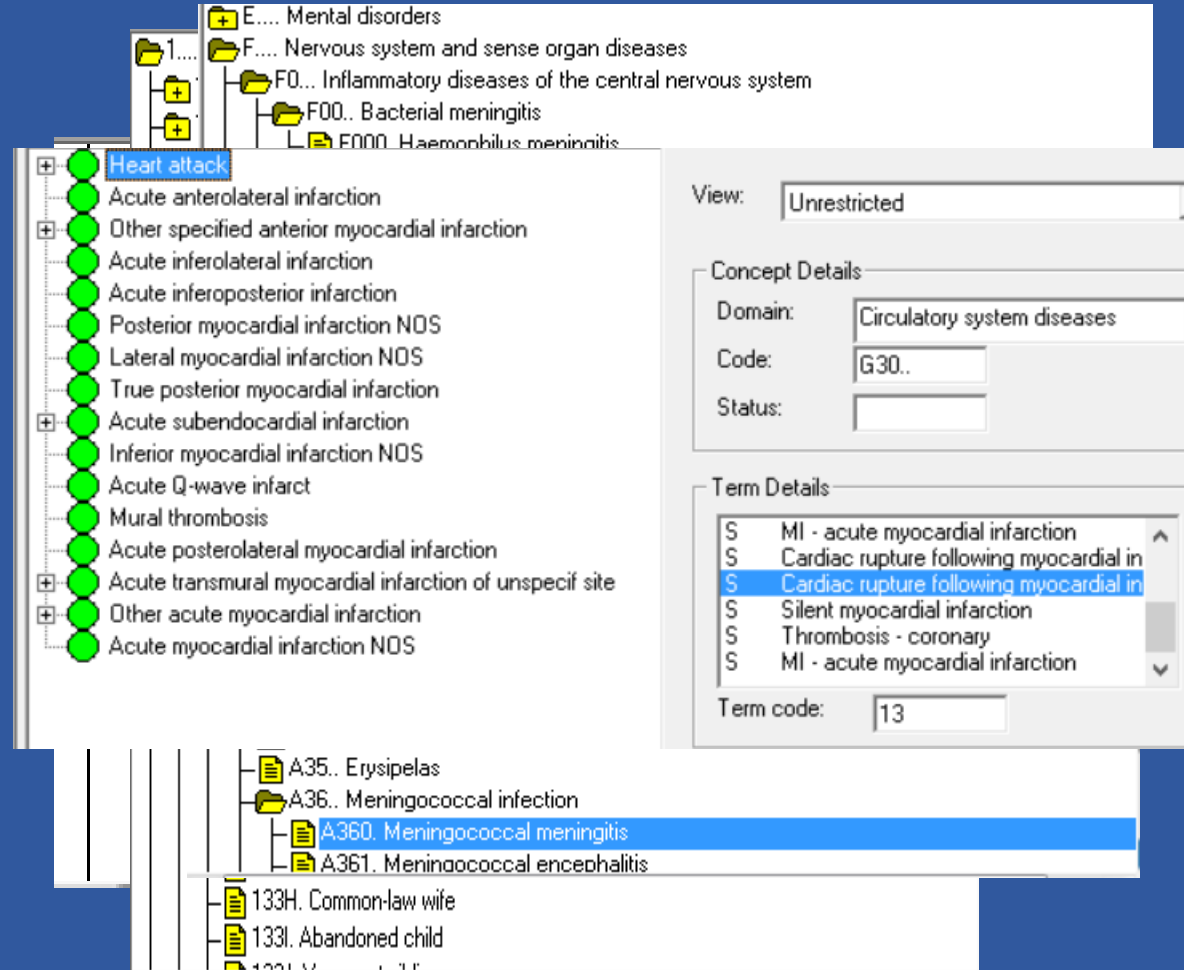 E.... Mental disorders
1....
F.... Nervous system and sense organ diseases
F0... Inflammatory diseases of the central nervous system
F00.. Bacterial meningitis
F000. Haemophilus meningitis
Heart attack
Acute anterolateral infarction
Other specified anterior myocardial infarction
Acute inferolateral infarction
Acute inferoposterior infarction
Posterior myocardial infarction NOS
Lateral myocardial infarction NOS
True posterior myocardial infarction
Acute subendocardial infarction
Inferior myocardial infarction NOS
Acute Q-wave infarct
Mural thrombosis
Acute posterolateral myocardial infarction
Acute transmural myocardial infarction of unspecif site
Other acute myocardial infarction
Acute myocardial infarction NOS
View: Unrestricted
Concept Details
Domain: Circulatory system diseases
Code: G30..
Status:
Term Details
S MI - acute myocardial infarction
S Cardiac rupture following myocardial in
S Cardiac rupture following myocardial in
S Silent myocardial infarction
S Thrombosis - coronary
S MI - acute myocardial infarction
Term code: 13
A35.. Erysipelas
A36.. Meningococcal infection
A360. Meningococcal meningitis
A361. Meningococcal encephalitis
133H. Common-law wife
133I. Abandoned child